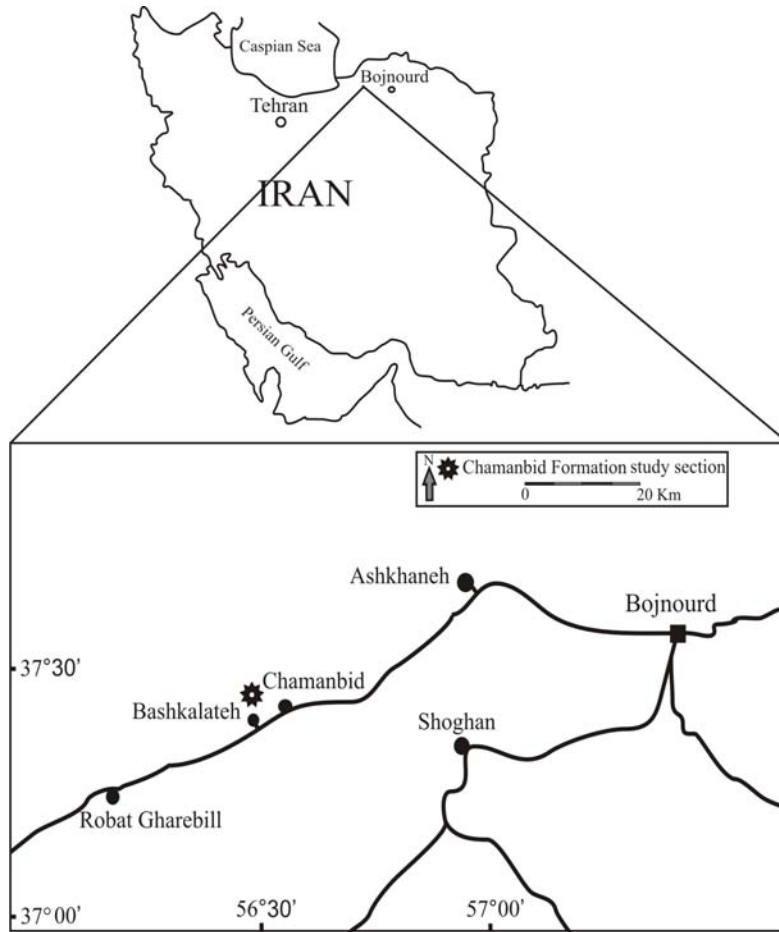 Caspian Sea
Bojnourd
Tehran
IRAN
Persian Gulf
N
Chamanbid Formation study section
0 20 Km
Ashkhaneh
Bojnourd
37°30'
Chamanbid
Bashkalateh
Shoghan
Robat Gharebill
37°00'
56°30'
57°00'